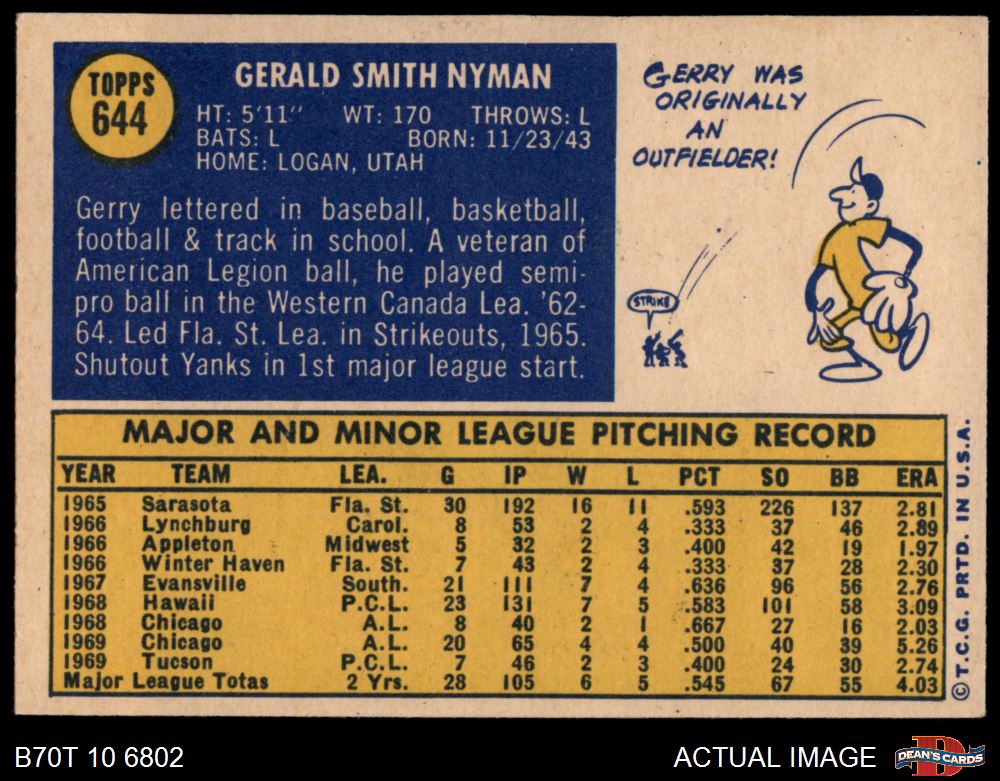 TOPPS
644
GERALD SMITH NYMAN
HT: 5'11" WT: 170 THROWS: L
BATS: L BORN: 11/23/43
HOME: LOGAN, UTAH
Gerry lettered in baseball, basketball,
football & track in school. A veteran of
American Legion ball, he played semi-
pro ball in the Western Canada Lea. '62-
64. Led Fla. St. Lea. in Strikeouts, 1965.
Shutout Yanks in 1st major league start.
GERRY WAS
ORIGINALLY
AN
OUTFIELDER!
STRIKE
MAJOR AND MINOR LEAGUE PITCHING RECORD
YEAR TEAM LEA. G IP W L PCT SO BB ERA
1965 Sarasota Fla. St. 30 192 16 11 .593 226 137 2.81
1966 Lynchburg Carol. 8 53 2 4 .333 37 46 2.89
1966 Appleton Midwest 5 32 2 3 .400 42 19 1.97
1966 Winter Haven Fla. St. 7 43 2 4 .333 37 28 2.30
1967 Evansville South. 21 111 7 4 .636 96 56 2.76
1968 Hawaii P.C.L. 23 131 7 5 .583 101 58 3.09
1968 Chicago A.L. 8 40 2 1 .667 27 16 2.03
1969 Chicago A.L. 20 65 4 4 .500 40 39 5.26
1969 Tucson P.C.L. 7 46 2 3 .400 24 30 2.74
Major League Totas 2 Yrs. 28 105 6 5 .545 67 55 4.03
© T.C.G. PRTD. IN U.S.A.
B70T 10 6802
ACTUAL IMAGE
D
DEAN'S CARDS